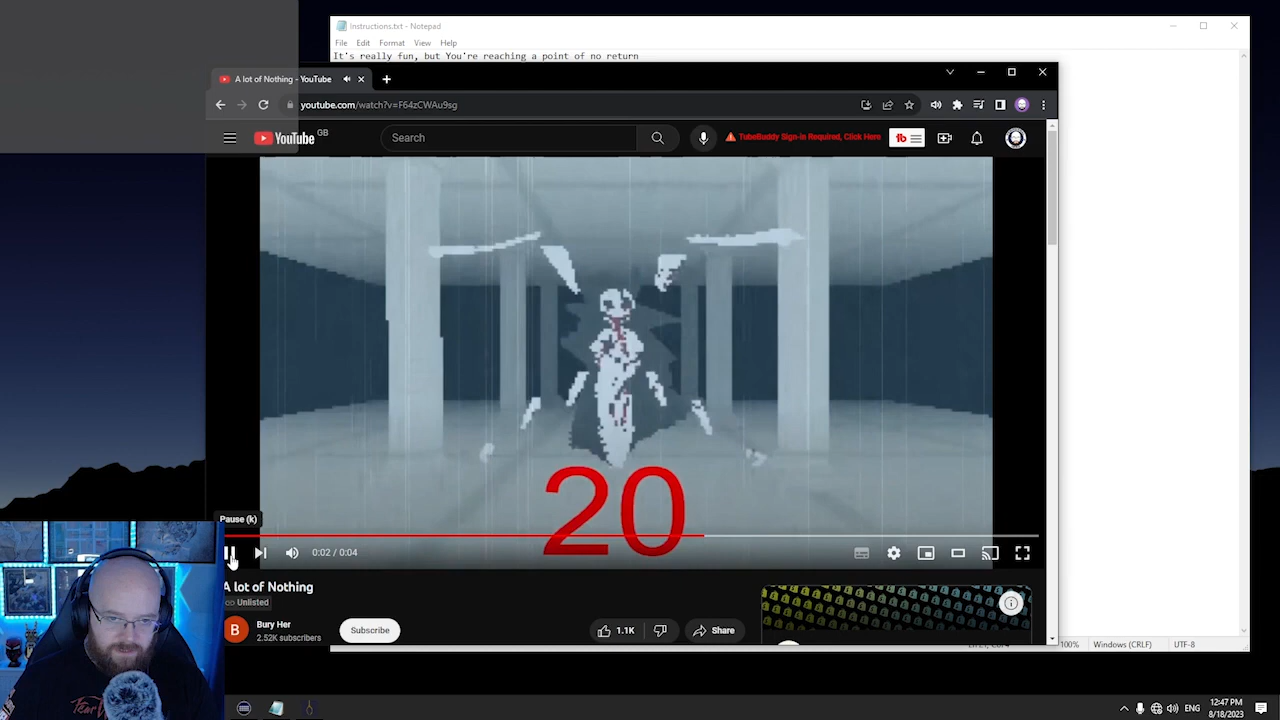 Instructions.txt - Notepad
File Edit Format View Help
It's really fun, but You're reaching a point of no return
A lot of Nothing - YouTube
youtube.com/watch?v=F64zCWAu9sg
YouTube GB
Search
TubeBuddy Sign-in Required, Click Here
tb
20
Pause (k)
0:02 / 0:04
A lot of Nothing
Unlisted
B
Bury Her
2.52K subscribers
Subscribe
1.1K
Share
100%
Windows (CRLF)
UTF-8
ENG
12:47 PM
8/18/2023